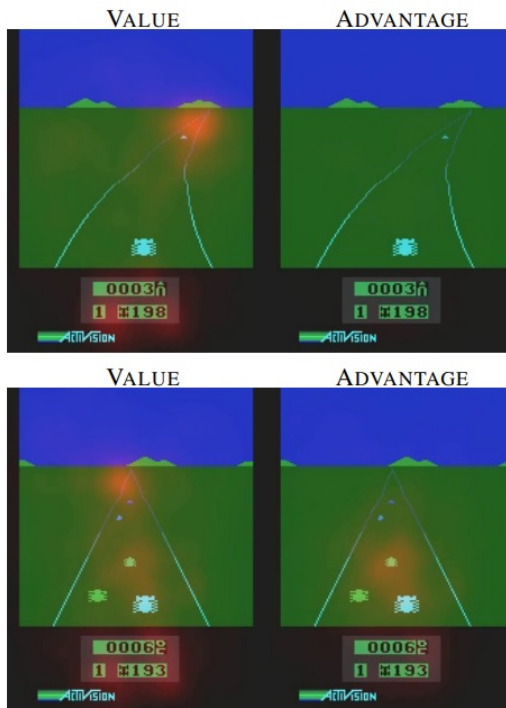 VALUE ADVANTAGE
0003 0003
1 198 1 198
ACTIVISION ACTIVISION
VALUE ADVANTAGE
0006 0006
1 193 1 193
ACTIVISION ACTIVISION